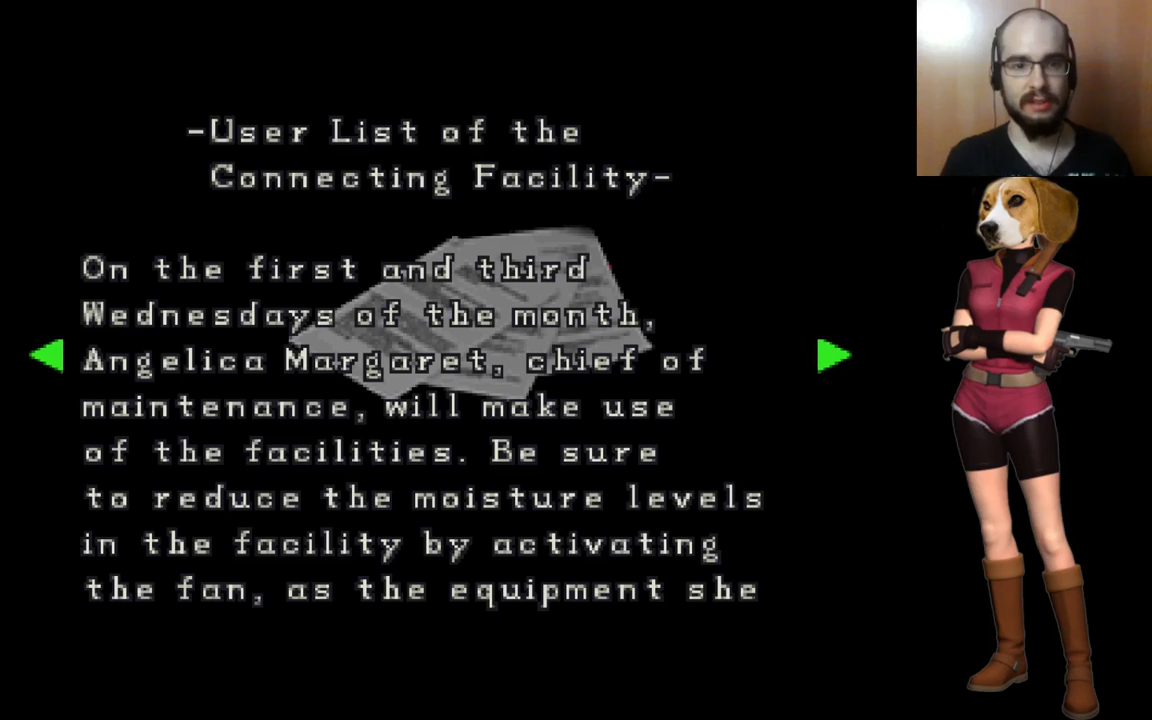 -User List of the
Connecting Facility-
On the first and third
Wednesdays of the month,
Angelica Margaret, chief of
maintenance, will make use
of the facilities. Be sure
to reduce the moisture levels
in the facility by activating
the fan, as the equipment she